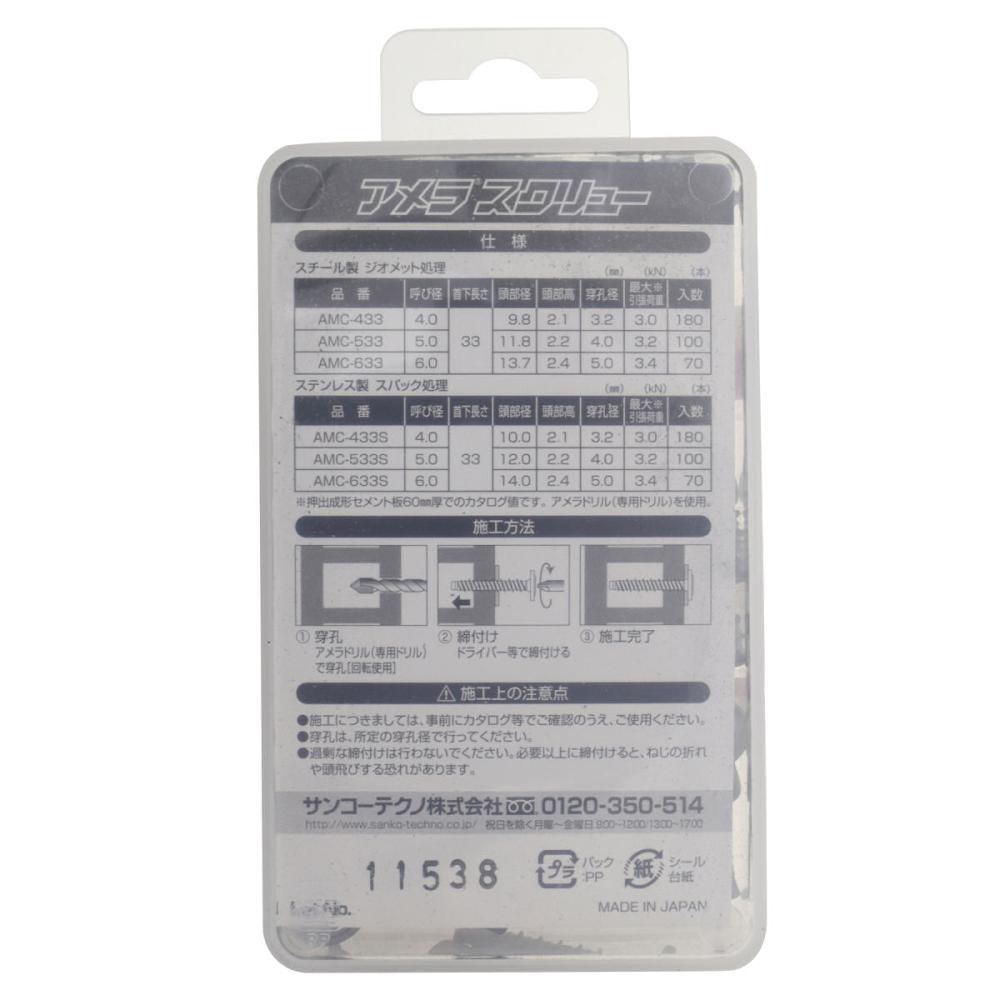 アメラ®スクリュー
仕様
スチール製 ジオメット処理 (㎜) (kN) (本)
品番 呼び径 首下長さ 頭部径 頭部高 穿孔径 最大※引張荷重 入数
AMC-433 4.0 33 9.8 2.1 3.2 3.0 180
AMC-533 5.0 11.8 2.2 4.0 3.2 100
AMC-633 6.0 13.7 2.4 5.0 3.4 70
ステンレス製 スパック処理 (㎜) (kN) (本)
品番 呼び径 首下長さ 頭部径 頭部高 穿孔径 最大※引張荷重 入数
AMC-433S 4.0 33 10.0 2.1 3.2 3.0 180
AMC-533S 5.0 12.0 2.2 4.0 3.2 100
AMC-633S 6.0 14.0 2.4 5.0 3.4 70
※押出成形セメント板60㎜厚でのカタログ値です。アメラドリル(専用ドリル)を使用。
施工方法
① 穿孔 ② 締付け ③ 施工完了
アメラドリル(専用ドリル) ドライバー等で締付ける
で穿孔[回転使用]
⚠ 施工上の注意点
●施工につきましては、事前にカタログ等でご確認のうえ、ご使用ください。
●穿孔は、所定の穿孔径で行ってください。
●過剰な締付けは行わないでください。必要以上に締付けると、ねじの折れ
や頭飛びする恐れがあります。
サンコーテクノ株式会社 0120-350-514
http://www.sanko-techno.co.jp/ 祝日を除く月曜~金曜日 9:00~12:00/13:00~17:00
11538
プラ パック:PP 紙 シール台紙
MADE IN JAPAN